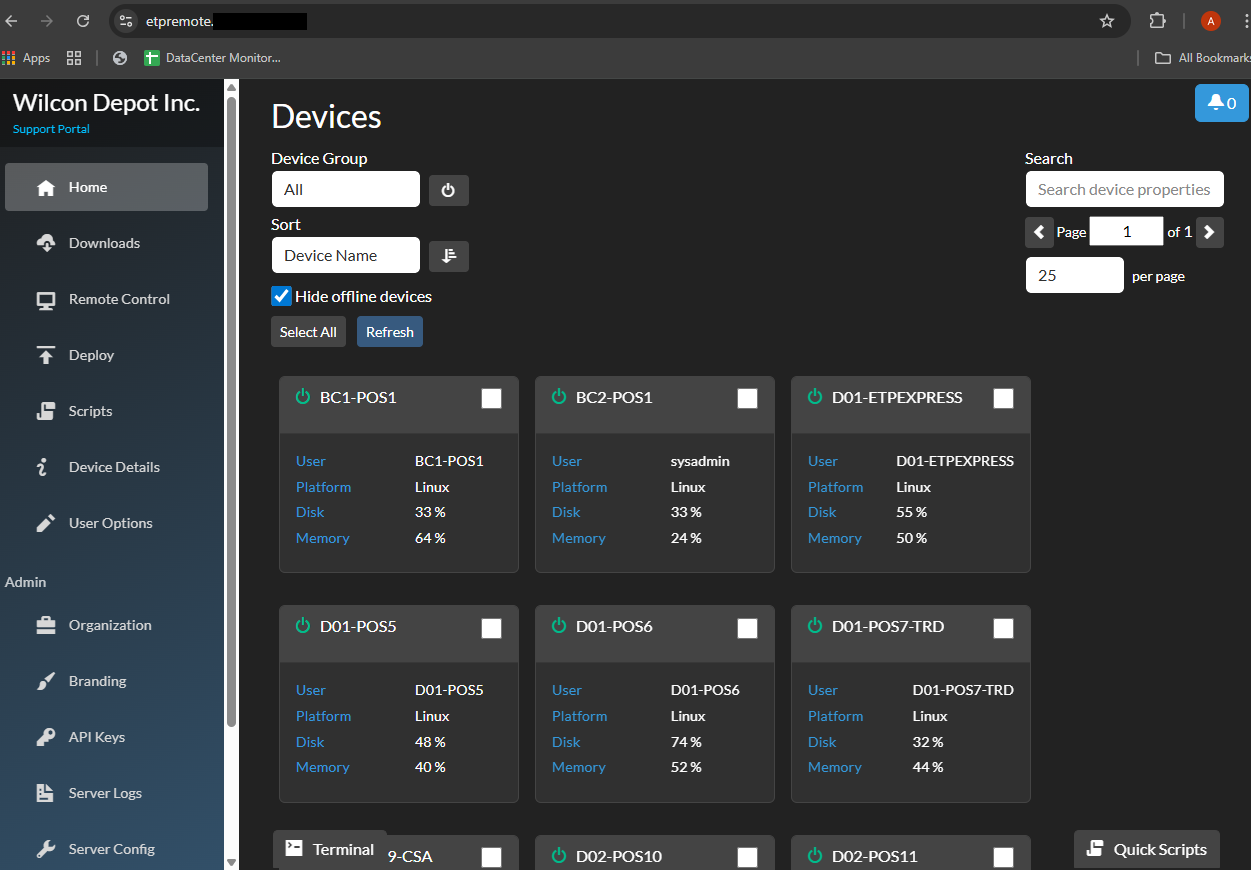 etpremote.
Apps
DataCenter Monitor...
All Bookmarks
Wilcon Depot Inc.
Support Portal
Home
Downloads
Remote Control
Deploy
Scripts
Device Details
User Options
Admin
Organization
Branding
API Keys
Server Logs
Server Config
A
0
Devices
Device Group
All
Sort
Device Name
Hide offline devices
Select All Refresh
Search
Search device properties
Page 1 of 1
25 per page
BC1-POS1
User BC1-POS1
Platform Linux
Disk 33 %
Memory 64 %
BC2-POS1
User sysadmin
Platform Linux
Disk 33 %
Memory 24 %
D01-ETPEXPRESS
User D01-ETPEXPRESS
Platform Linux
Disk 55 %
Memory 50 %
D01-POS5
User D01-POS5
Platform Linux
Disk 48 %
Memory 40 %
D01-POS6
User D01-POS6
Platform Linux
Disk 74 %
Memory 52 %
D01-POS7-TRD
User D01-POS7-TRD
Platform Linux
Disk 32 %
Memory 44 %
Terminal
9-CSA
D02-POS10
D02-POS11
Quick Scripts